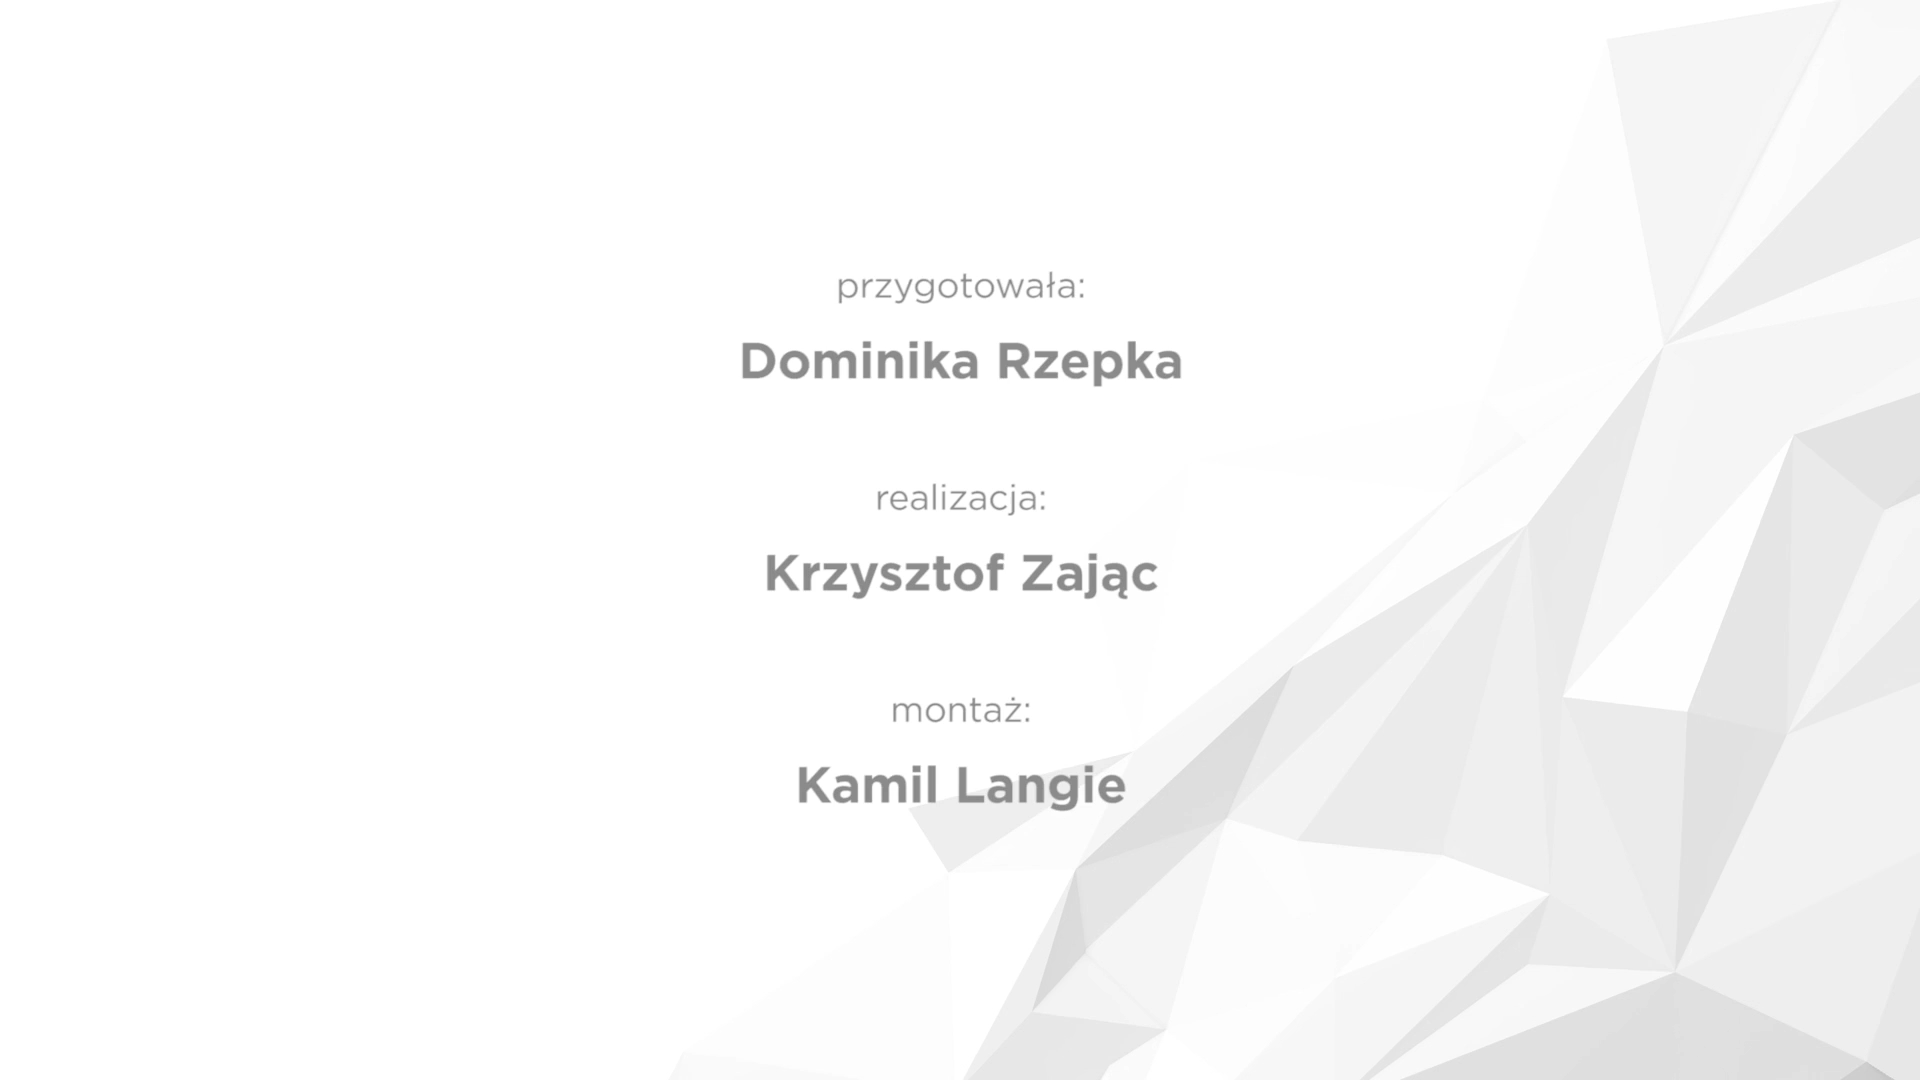 przygotowała:
Dominika Rzepka
realizacja:
Krzysztof Zając
montaż:
Kamil Langie